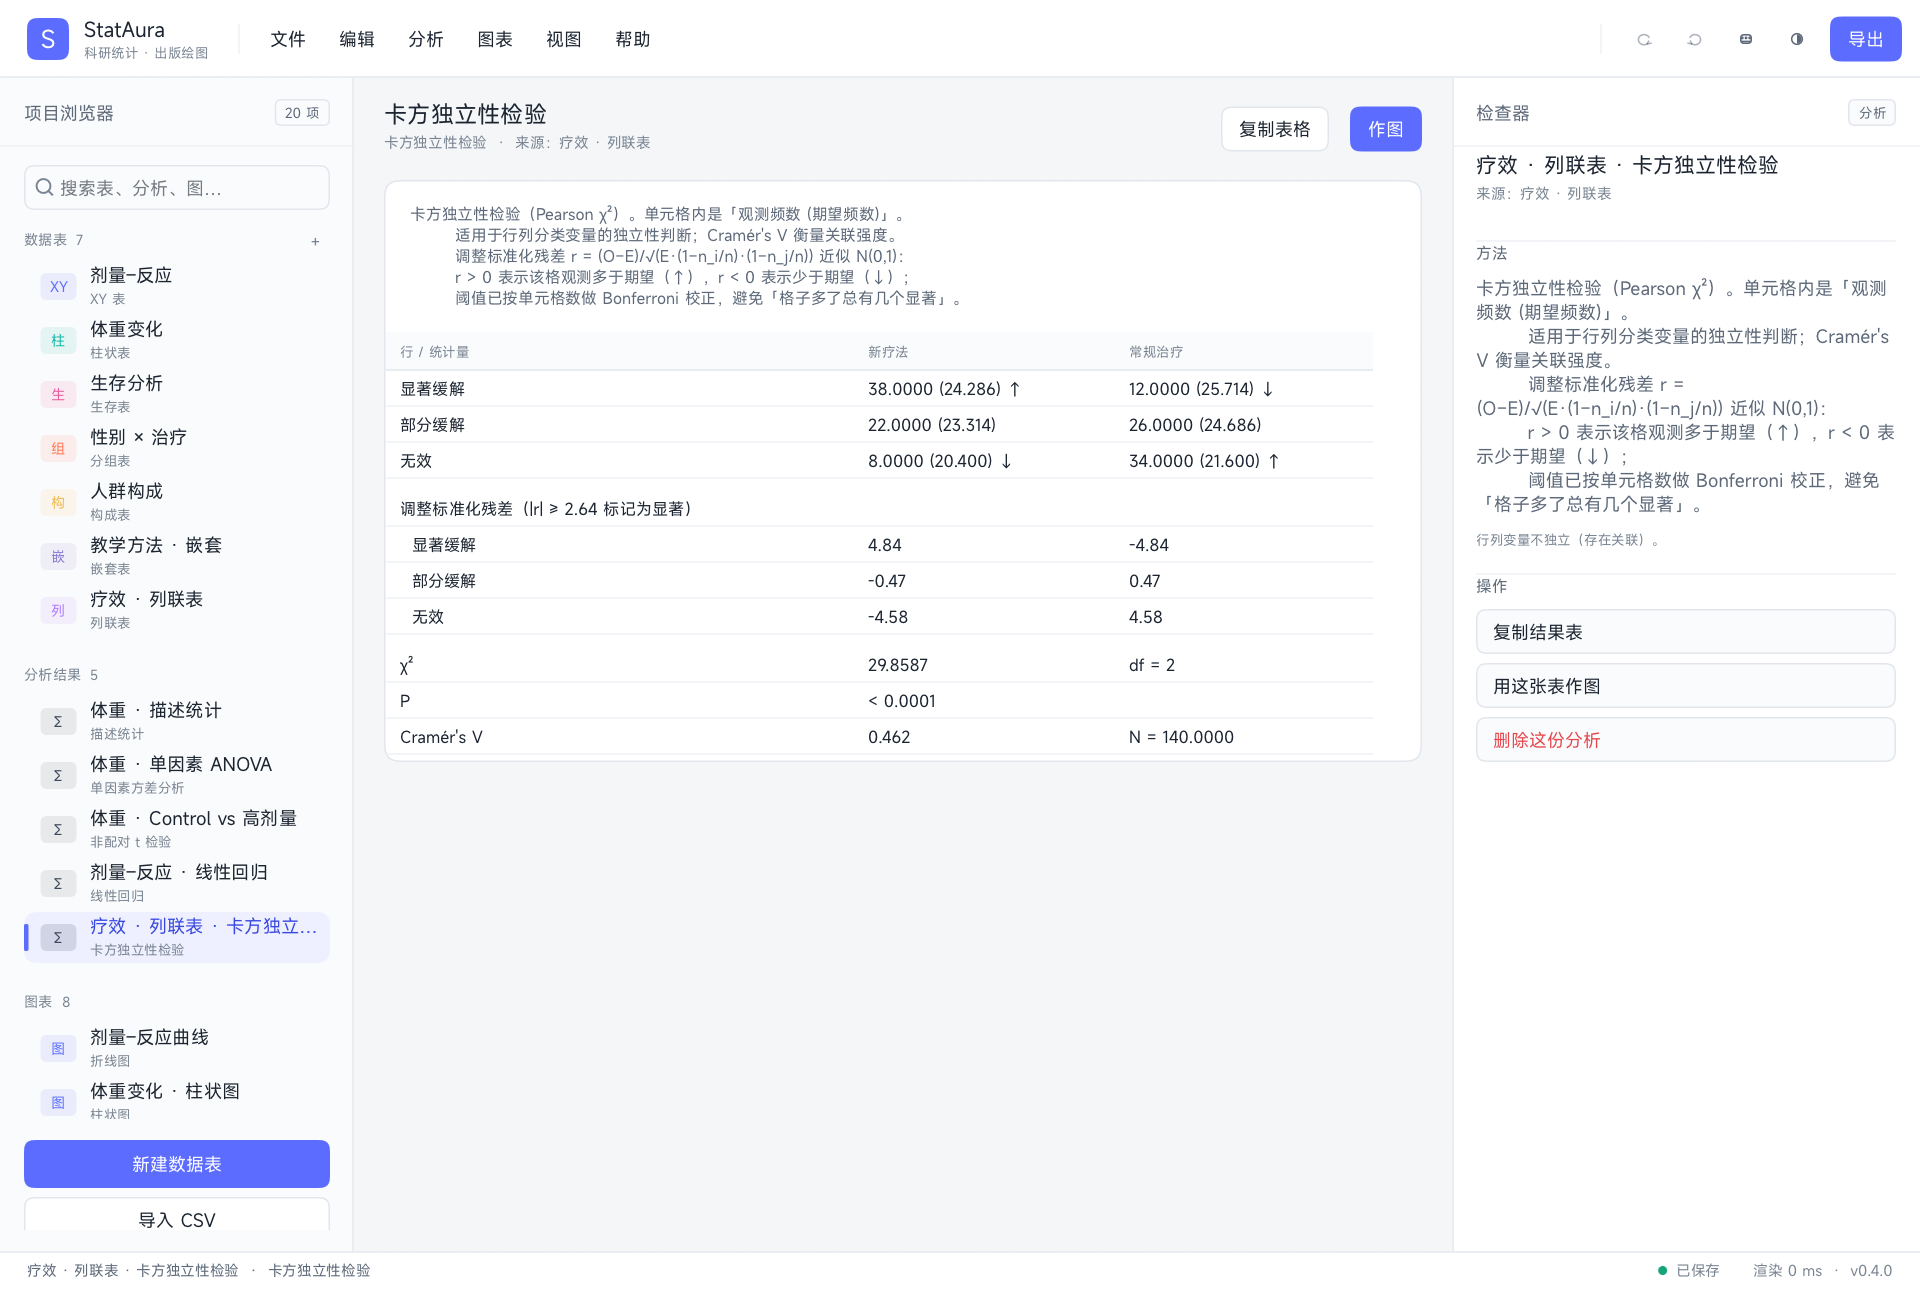 S
StatAura
科研统计 · 出版绘图
文件 编辑 分析 图表 视图 帮助
导出
项目浏览器
20 项
搜索表、分析、图...
数据表 7
+
XY
剂量–反应
XY 表
柱
体重变化
柱状表
生
生存分析
生存表
组
性别 × 治疗
分组表
构
人群构成
构成表
嵌
教学方法 · 嵌套
嵌套表
列
疗效 · 列联表
列联表
分析结果 5
Σ
体重 · 描述统计
描述统计
Σ
体重 · 单因素 ANOVA
单因素方差分析
Σ
体重 · Control vs 高剂量
非配对 t 检验
Σ
剂量–反应 · 线性回归
线性回归
Σ
疗效 · 列联表 · 卡方独立...
卡方独立性检验
图表 8
图
剂量–反应曲线
折线图
图
体重变化 · 柱状图
柱状图
新建数据表
导入 CSV
卡方独立性检验
卡方独立性检验 · 来源：疗效 · 列联表
复制表格
作图
卡方独立性检验（Pearson χ²）。单元格内是「观测频数 (期望频数)」。
适用于行列分类变量的独立性判断；Cramér's V 衡量关联强度。
调整标准化残差 r = (O−E)/√(E·(1−n_i/n)·(1−n_j/n)) 近似 N(0,1)：
r > 0 表示该格观测多于期望（↑），r < 0 表示少于期望（↓）；
阈值已按单元格数做 Bonferroni 校正，避免「格子多了总有几个显著」。
行 / 统计量 新疗法 常规治疗
显著缓解 38.0000 (24.286) ↑ 12.0000 (25.714) ↓
部分缓解 22.0000 (23.314) 26.0000 (24.686)
无效 8.0000 (20.400) ↓ 34.0000 (21.600) ↑
调整标准化残差（|r| ≥ 2.64 标记为显著）
显著缓解 4.84 -4.84
部分缓解 -0.47 0.47
无效 -4.58 4.58
χ² 29.8587 df = 2
P < 0.0001
Cramér's V 0.462 N = 140.0000
检查器
分析
疗效 · 列联表 · 卡方独立性检验
来源：疗效 · 列联表
方法
卡方独立性检验（Pearson χ²）。单元格内是「观测
频数 (期望频数)」。
适用于行列分类变量的独立性判断；Cramér's
V 衡量关联强度。
调整标准化残差 r =
(O−E)/√(E·(1−n_i/n)·(1−n_j/n)) 近似 N(0,1)：
r > 0 表示该格观测多于期望（↑），r < 0 表
示少于期望（↓）；
阈值已按单元格数做 Bonferroni 校正，避免
「格子多了总有几个显著」。
行列变量不独立（存在关联）。
操作
复制结果表
用这张表作图
删除这份分析
疗效 · 列联表 · 卡方独立性检验 · 卡方独立性检验
已保存 渲染 0 ms · v0.4.0